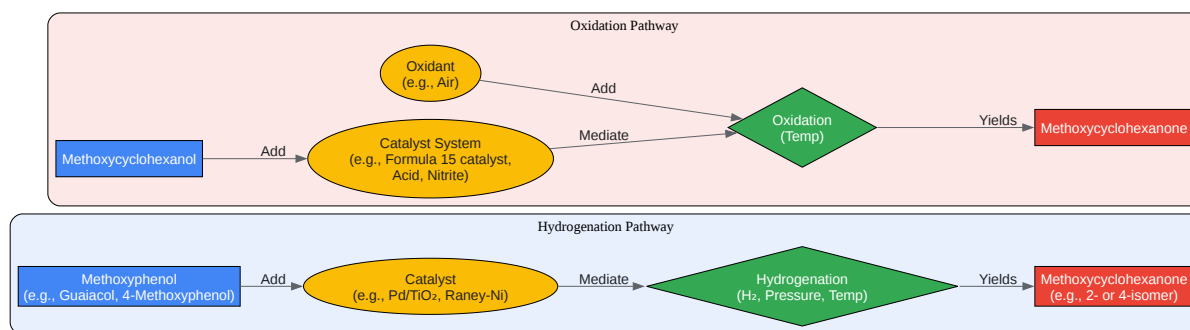 Oxidation Pathway
Oxidant
(e.g., Air)
Add
Oxidation
(Temp)
Yields
Methoxycyclohexanone
Methoxycyclohexanol
Add
Catalyst System
(e.g., Formula 15 catalyst,
Acid, Nitrite)
Mediate
Hydrogenation Pathway
Methoxyphenol
(e.g., Guaiacol, 4-Methoxyphenol)
Add
Catalyst
(e.g., Pd/TiO₂, Raney-Ni)
Mediate
Hydrogenation
(H₂, Pressure, Temp)
Yields
Methoxycyclohexanone
(e.g., 2- or 4-isomer)